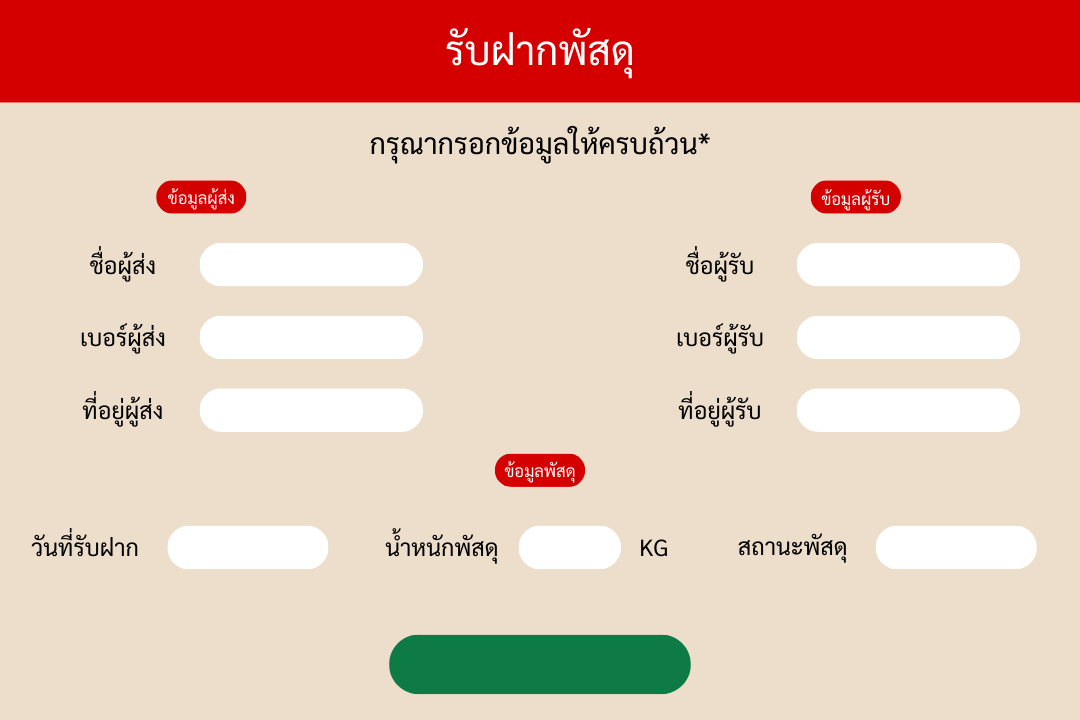 รับฝากพัสดุ
กรุณากรอกข้อมูลให้ครบถ้วน*
ข้อมูลผู้ส่ง
ข้อมูลผู้รับ
ชื่อผู้ส่ง
ชื่อผู้รับ
เบอร์ผู้ส่ง
เบอร์ผู้รับ
ที่อยู่ผู้ส่ง
ที่อยู่ผู้รับ
ข้อมูลพัสดุ
วันที่รับฝาก
น้ำหนักพัสดุ
KG
สถานะพัสดุ